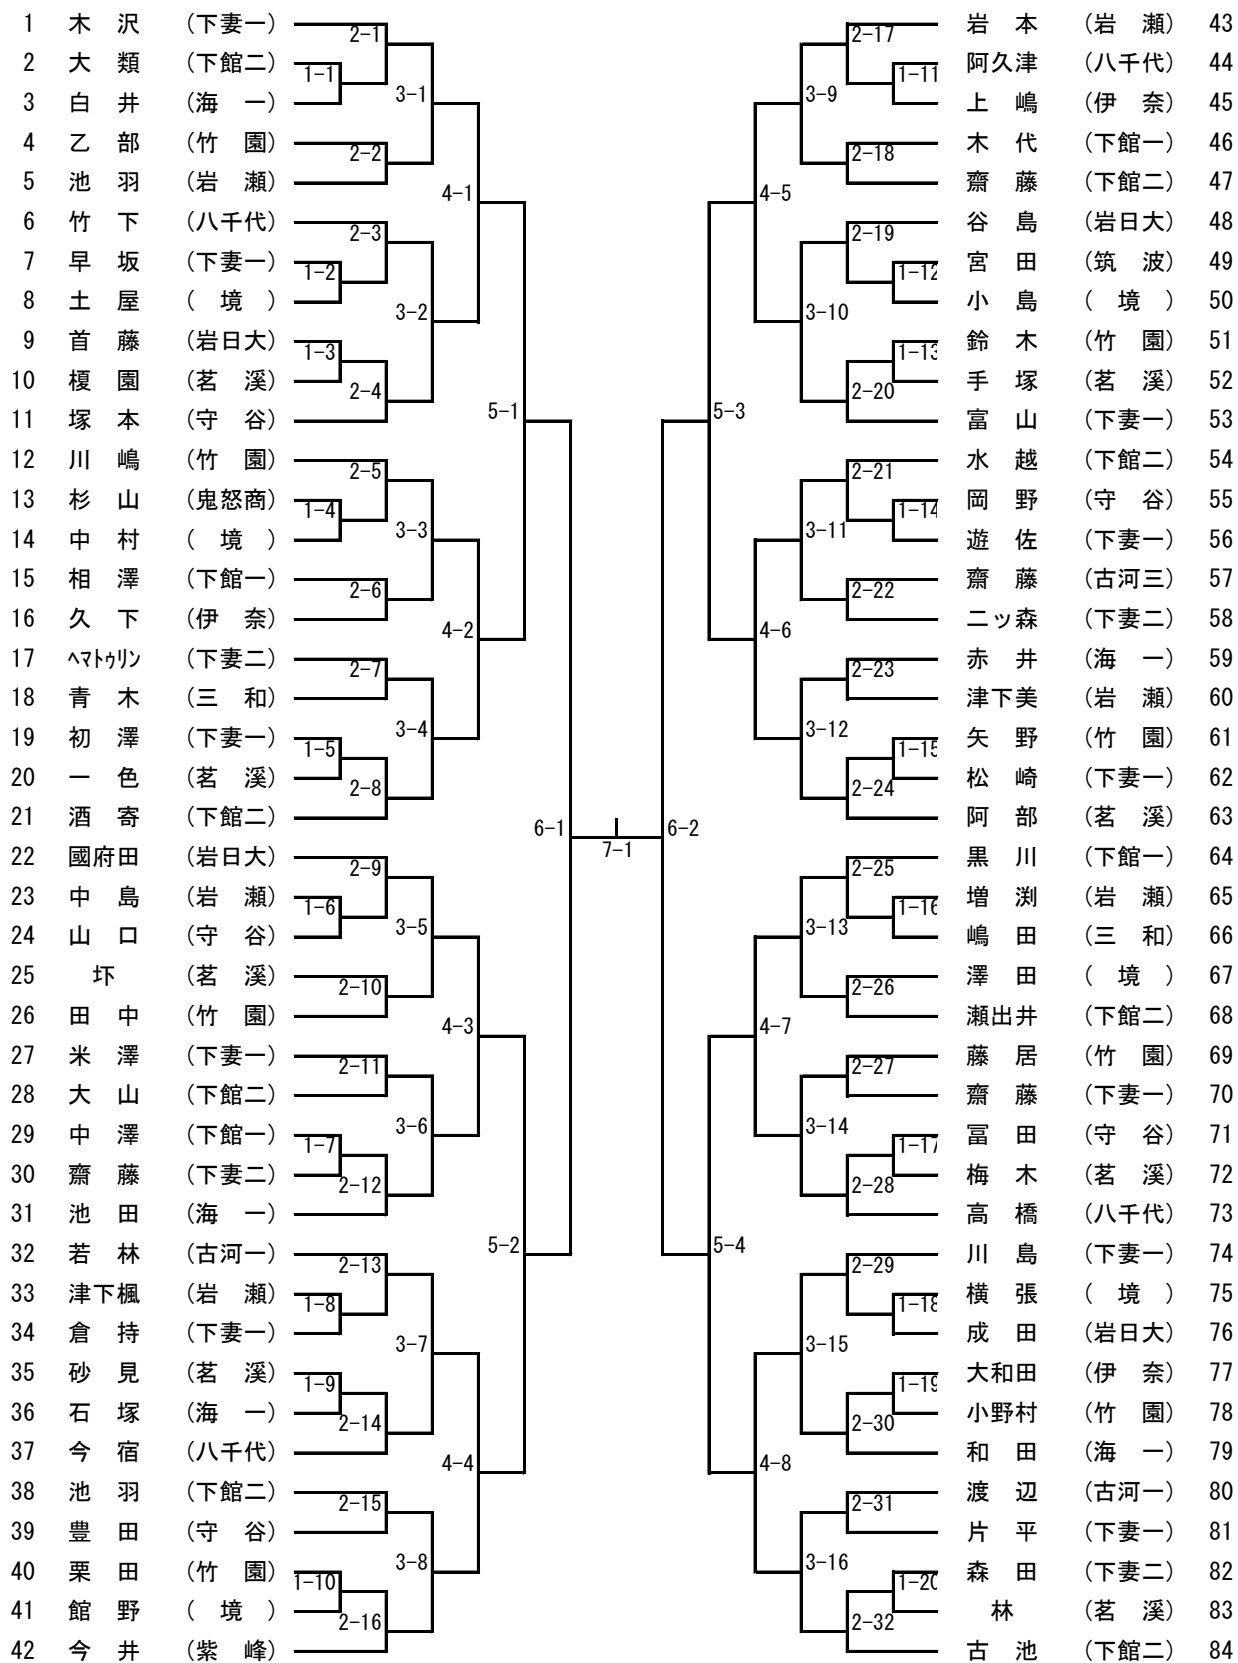 1 木 沢 (下妻一) 2-1 2-17 岩 本 (岩 瀬) 43
2 大 類 (下館二) 1-1 1-11 阿久津 (八千代) 44
3 白 井 (海 一) 3-1 3-9 上 嶋 (伊 奈) 45
4 乙 部 (竹 園) 2-2 2-18 木 代 (下館一) 46
5 池 羽 (岩 瀬) 4-1 4-5 齋 藤 (下館二) 47
6 竹 下 (八千代) 2-3 2-19 谷 島 (岩日大) 48
7 早 坂 (下妻一) 1-2 1-12 宮 田 (筑 波) 49
8 土 屋 ( 境 ) 3-2 3-10 小 島 ( 境 ) 50
9 首 藤 (岩日大) 1-3 1-13 鈴 木 (竹 園) 51
10 榎 園 (茗 溪) 2-4 2-20 手 塚 (茗 溪) 52
11 塚 本 (守 谷) 5-1 5-3 富 山 (下妻一) 53
12 川 嶋 (竹 園) 2-5 2-21 水 越 (下館二) 54
13 杉 山 (鬼怒商) 1-4 1-14 岡 野 (守 谷) 55
14 中 村 ( 境 ) 3-3 3-11 遊 佐 (下妻一) 56
15 相 澤 (下館一) 2-6 2-22 齋 藤 (古河三) 57
16 久 下 (伊 奈) 4-2 4-6 二ッ森 (下妻二) 58
17 ヘマトゥリン (下妻二) 2-7 2-23 赤 井 (海 一) 59
18 青 木 (三 和) 津下美 (岩 瀬) 60
19 初 澤 (下妻一) 1-5 3-4 3-12 1-15 矢 野 (竹 園) 61
20 一 色 (茗 溪) 2-8 2-24 松 崎 (下妻一) 62
21 酒 寄 (下館二) 6-1 7-1 6-2 阿 部 (茗 溪) 63
22 國府田 (岩日大) 2-9 2-25 黒 川 (下館一) 64
23 中 島 (岩 瀬) 1-6 1-16 増 渕 (岩 瀬) 65
24 山 口 (守 谷) 3-5 3-13 嶋 田 (三 和) 66
25 圷 (茗 溪) 2-10 2-26 澤 田 ( 境 ) 67
26 田 中 (竹 園) 4-3 4-7 瀬出井 (下館二) 68
27 米 澤 (下妻一) 2-11 2-27 藤 居 (竹 園) 69
28 大 山 (下館二) 齋 藤 (下妻一) 70
29 中 澤 (下館一) 1-7 3-6 3-14 1-17 冨 田 (守 谷) 71
30 齋 藤 (下妻二) 2-12 2-28 梅 木 (茗 溪) 72
31 池 田 (海 一) 高 橋 (八千代) 73
32 若 林 (古河一) 2-13 5-2 5-4 2-29 川 島 (下妻一) 74
33 津下楓 (岩 瀬) 1-8 1-18 横 張 ( 境 ) 75
34 倉 持 (下妻一) 3-7 3-15 成 田 (岩日大) 76
35 砂 見 (茗 溪) 1-9 1-19 大和田 (伊 奈) 77
36 石 塚 (海 一) 2-14 2-30 小野村 (竹 園) 78
37 今 宿 (八千代) 4-4 4-8 和 田 (海 一) 79
38 池 羽 (下館二) 2-15 2-31 渡 辺 (古河一) 80
39 豊 田 (守 谷) 片 平 (下妻一) 81
40 栗 田 (竹 園) 1-10 3-8 3-16 1-20 森 田 (下妻二) 82
41 館 野 ( 境 ) 2-16 2-32 林 (茗 溪) 83
42 今 井 (紫 峰) 古 池 (下館二) 84